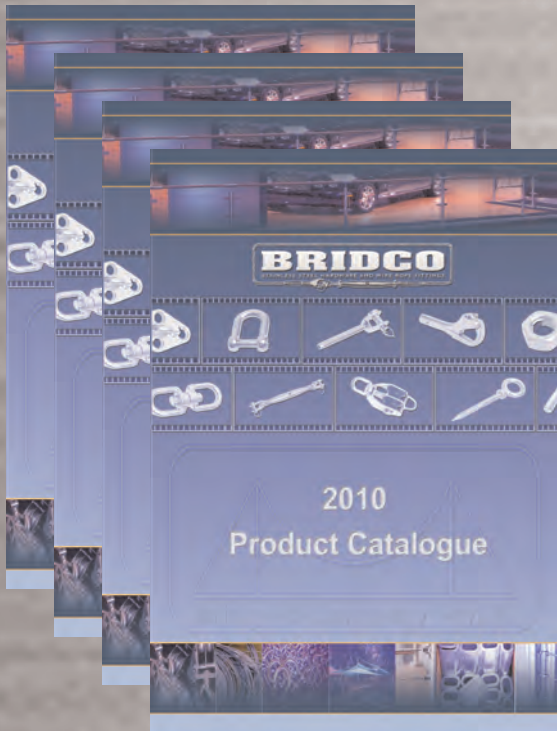 BRIDCO
STAINLESS STEEL HARDWARE AND WIRE ROPE FITTINGS
2010
Product Catalogue